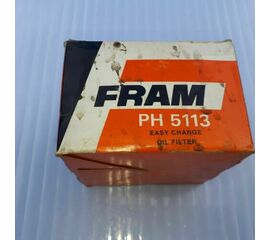 FRAM
PH 5113
EASY CHANGE
OIL FILTER